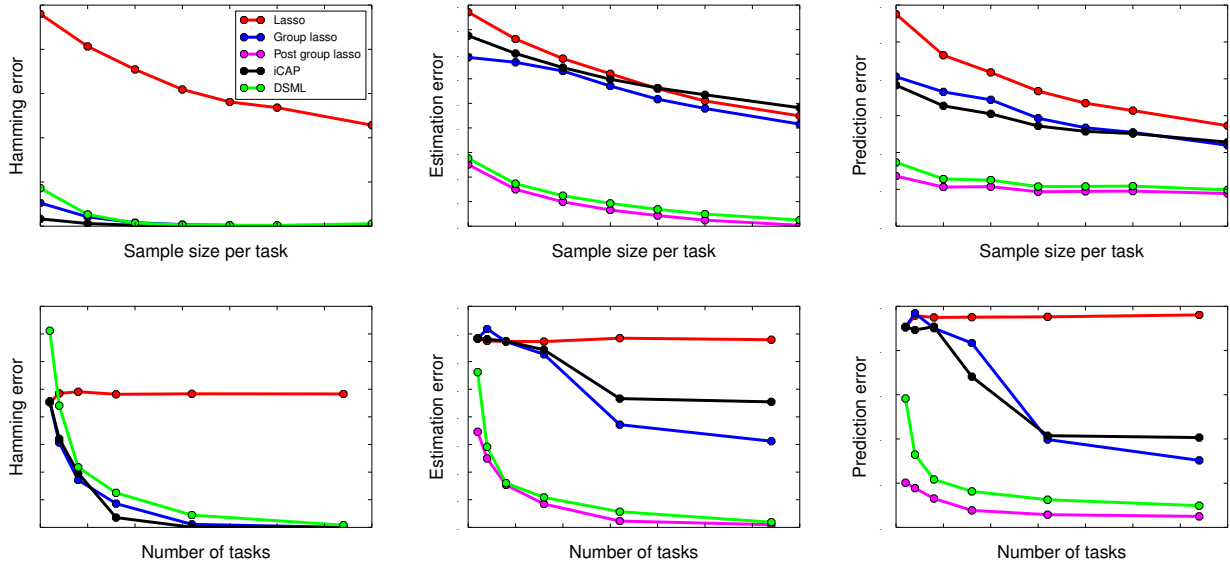 Hamming error
Lasso
Group lasso
Post group lasso
iCAP
DSML
Sample size per task
Estimation error
Sample size per task
Prediction error
Sample size per task
Hamming error
Number of tasks
Estimation error
Number of tasks
Prediction error
Number of tasks